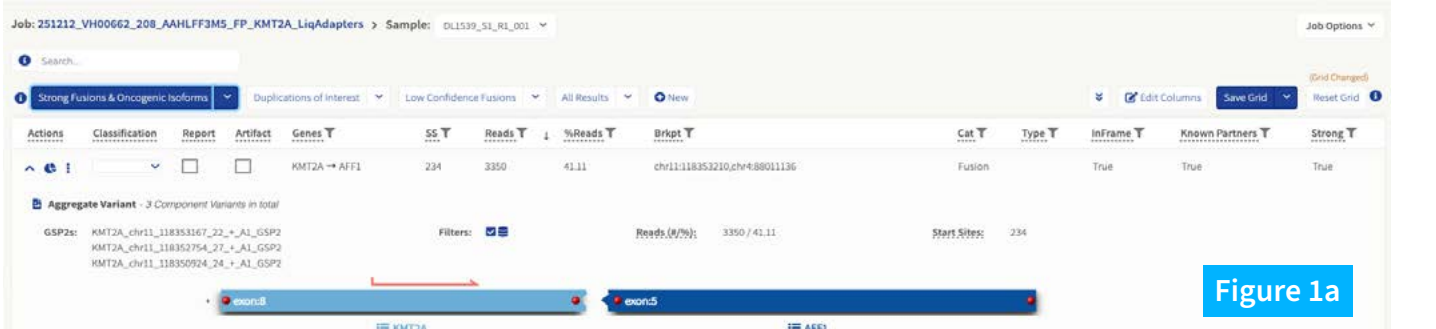 Job: 251212_VH00662_208_AAHLFF3M5_FP_KMT2A_LiqAdapters > Sample: DL1539_S1_R1_001 Job Options
Search...
(Grid Changed)
Strong Fusions & Oncogenic Isoforms Duplications of Interest Low Confidence Fusions All Results New Edit Columns Save Grid Reset Grid
Actions Classification Report Artifact Genes SS Reads ↓ %Reads Brkpt Cat Type InFrame Known Partners Strong
KMT2A → AFF1 234 3350 41.11 chr11:118353210,chr4:88011136 Fusion True True True
Aggregate Variant - 3 Component Variants in total
GSP2s: KMT2A_chr11_118353167_22_+_A1_GSP2 Filters: Reads (#/%): 3350 / 41.11 Start Sites: 234
KMT2A_chr11_118352754_27_+_A1_GSP2
KMT2A_chr11_118350924_24_+_A1_GSP2
Figure 1a
exon:8 exon:5
KMT2A AFF1